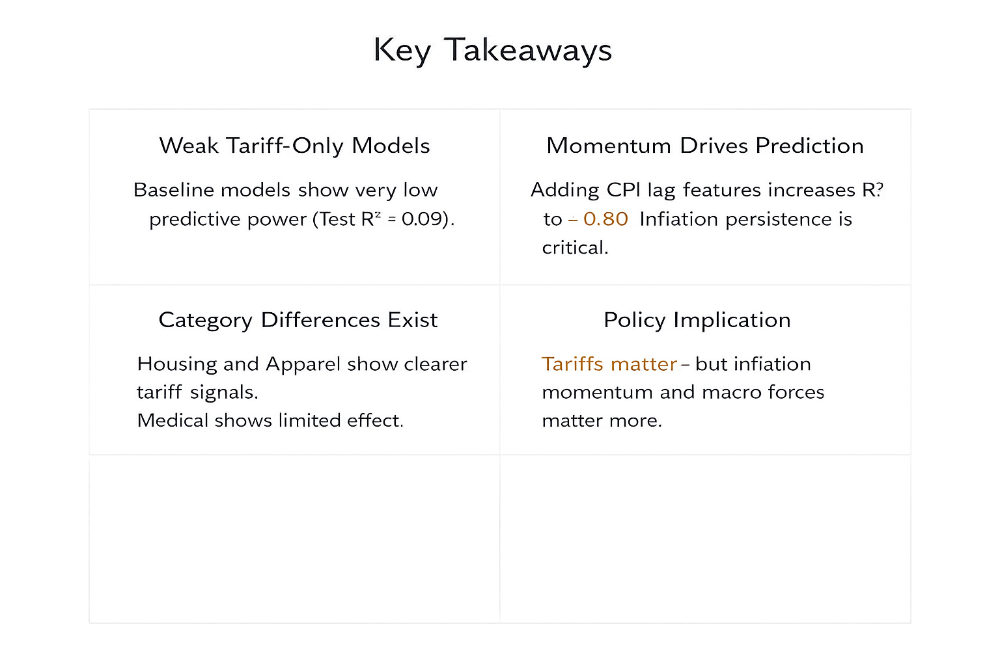 Key Takeaways
Weak Tariff-Only Models
Baseline models show very low
predictive power (Test Rᶻ = 0.09).
Momentum Drives Prediction
Adding CPl lag features increases R?
to – 0.80 Infiation persistence is
critical.
Category Differences Exist
Housing and Apparel show clearer
tariff signals.
Medical shows limited effect.
Policy Implication
Tariffs matter – but infiation
momentum and macro forces
matter more.